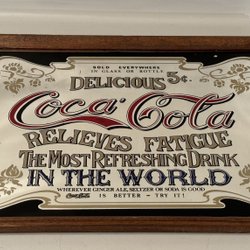 SOLD EVERYWHERE
IN GLASS OR BOTTLE
DELICIOUS 5¢.
Coca-Cola
RELIEVES FATIGUE
THE MOST REFRESHING DRINK
IN THE WORLD
WHEREVER GINGER ALE, SELTZER OR SODA IS GOOD
Coca-Cola IS BETTER - TRY IT!